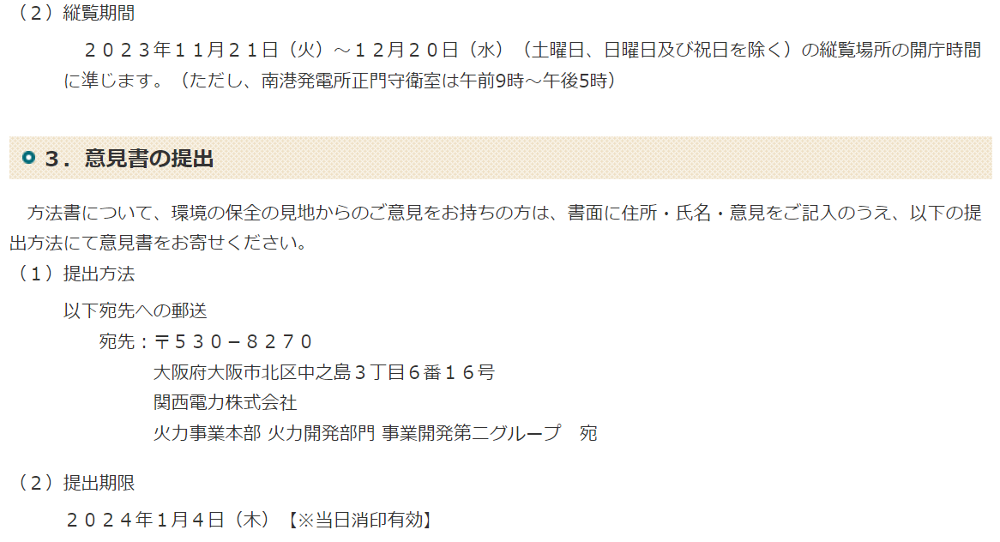 （２）縦覧期間
２０２３年１１月２１日（火）～１２月２０日（水）（土曜日、日曜日及び祝日を除く）の縦覧場所の開庁時間
に準じます。（ただし、南港発電所正門守衛室は午前9時～午後5時）
３．意見書の提出
方法書について、環境の保全の見地からのご意見をお持ちの方は、書面に住所・氏名・意見をご記入のうえ、以下の提
出方法にて意見書をお寄せください。
（１）提出方法
以下宛先への郵送
宛先：〒５３０－８２７０
大阪府大阪市北区中之島３丁目６番１６号
関西電力株式会社
火力事業本部 火力開発部門 事業開発第二グループ　宛
（２）提出期限
２０２４年１月４日（木）【※当日消印有効】